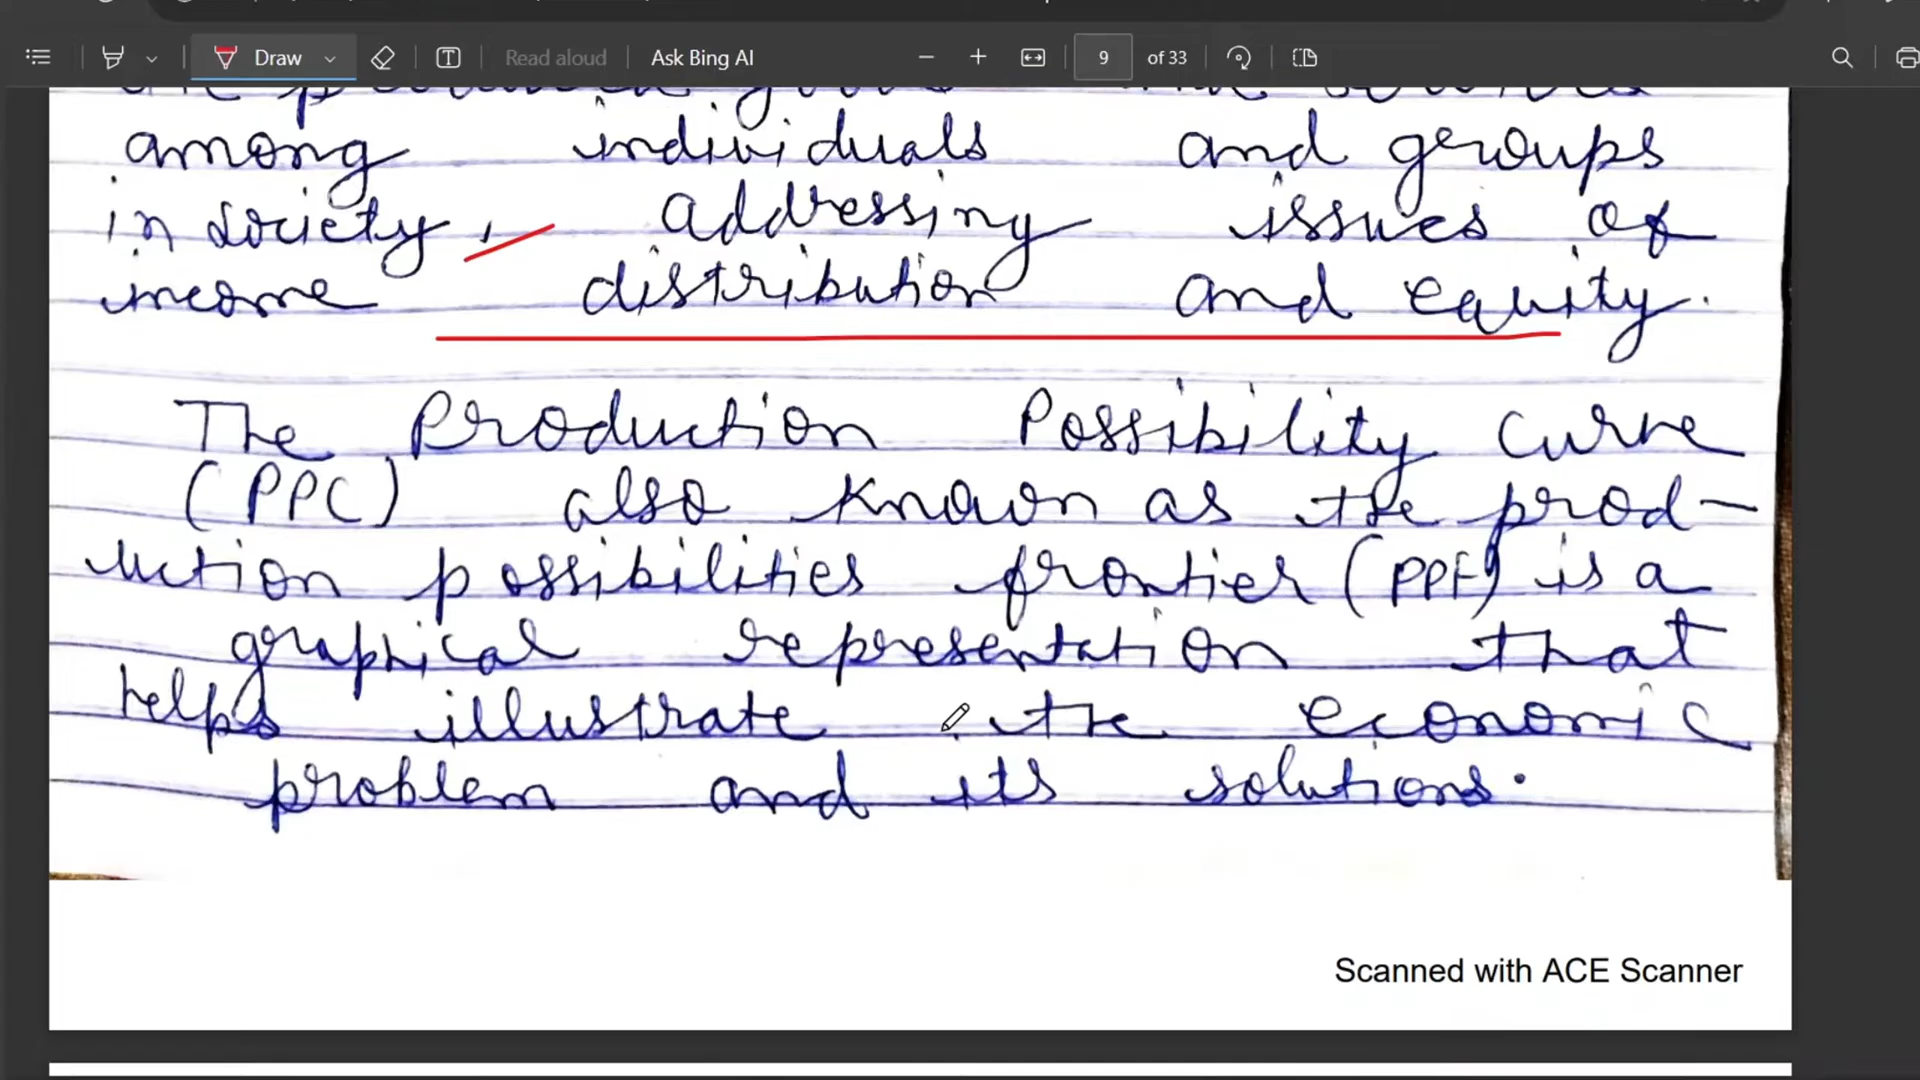 Draw
Read aloud
Ask Bing AI
9 of 33
among individuals and groups
in society, addressing issues of
income distribution and equity.
The Production Possibility Curve
(PPC) also known as the prod-
uction possibilities frontier (PPF) is a
graphical representation that
helps illustrate the economic
problem and its solutions.
Scanned with ACE Scanner